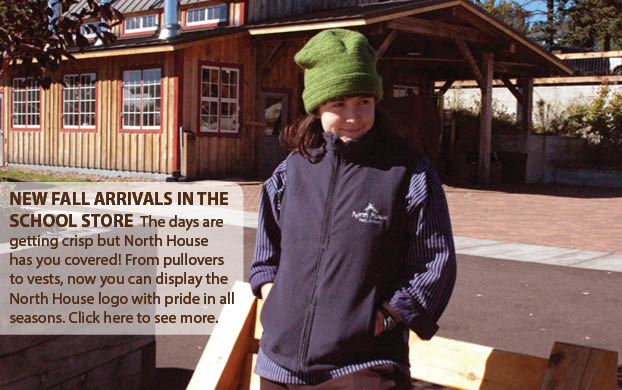 NEW FALL ARRIVALS IN THE
SCHOOL STORE The days are
getting crisp but North House
has you covered! From pullovers
to vests, now you can display the
North House logo with pride in all
seasons. Click here to see more.
North House